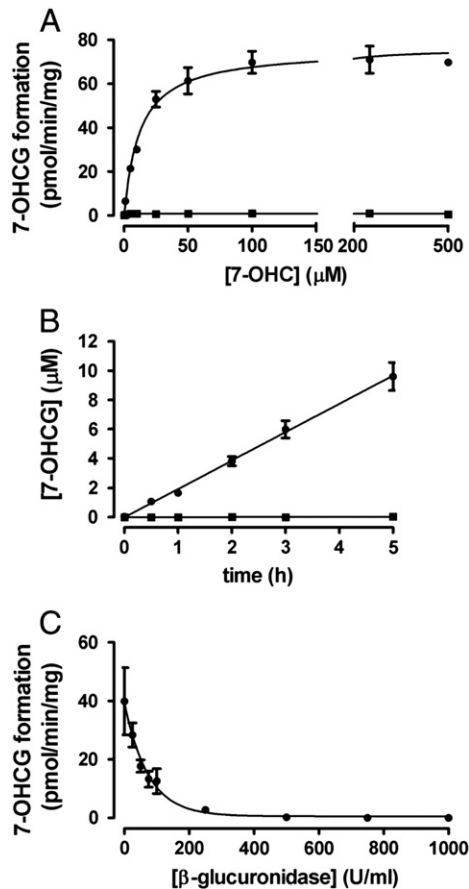 A
7-OHCG formation
(pmol/min/mg)
80
60
40
20
0
0 50 100 150 200 500
[7-OHC] (μM)
B
[7-OHCG] (μM)
12
10
8
6
4
2
0
0 1 2 3 4 5
time (h)
C
7-OHCG formation
(pmol/min/mg)
60
40
20
0
0 200 400 600 800 1000
[β-glucuronidase] (U/ml)